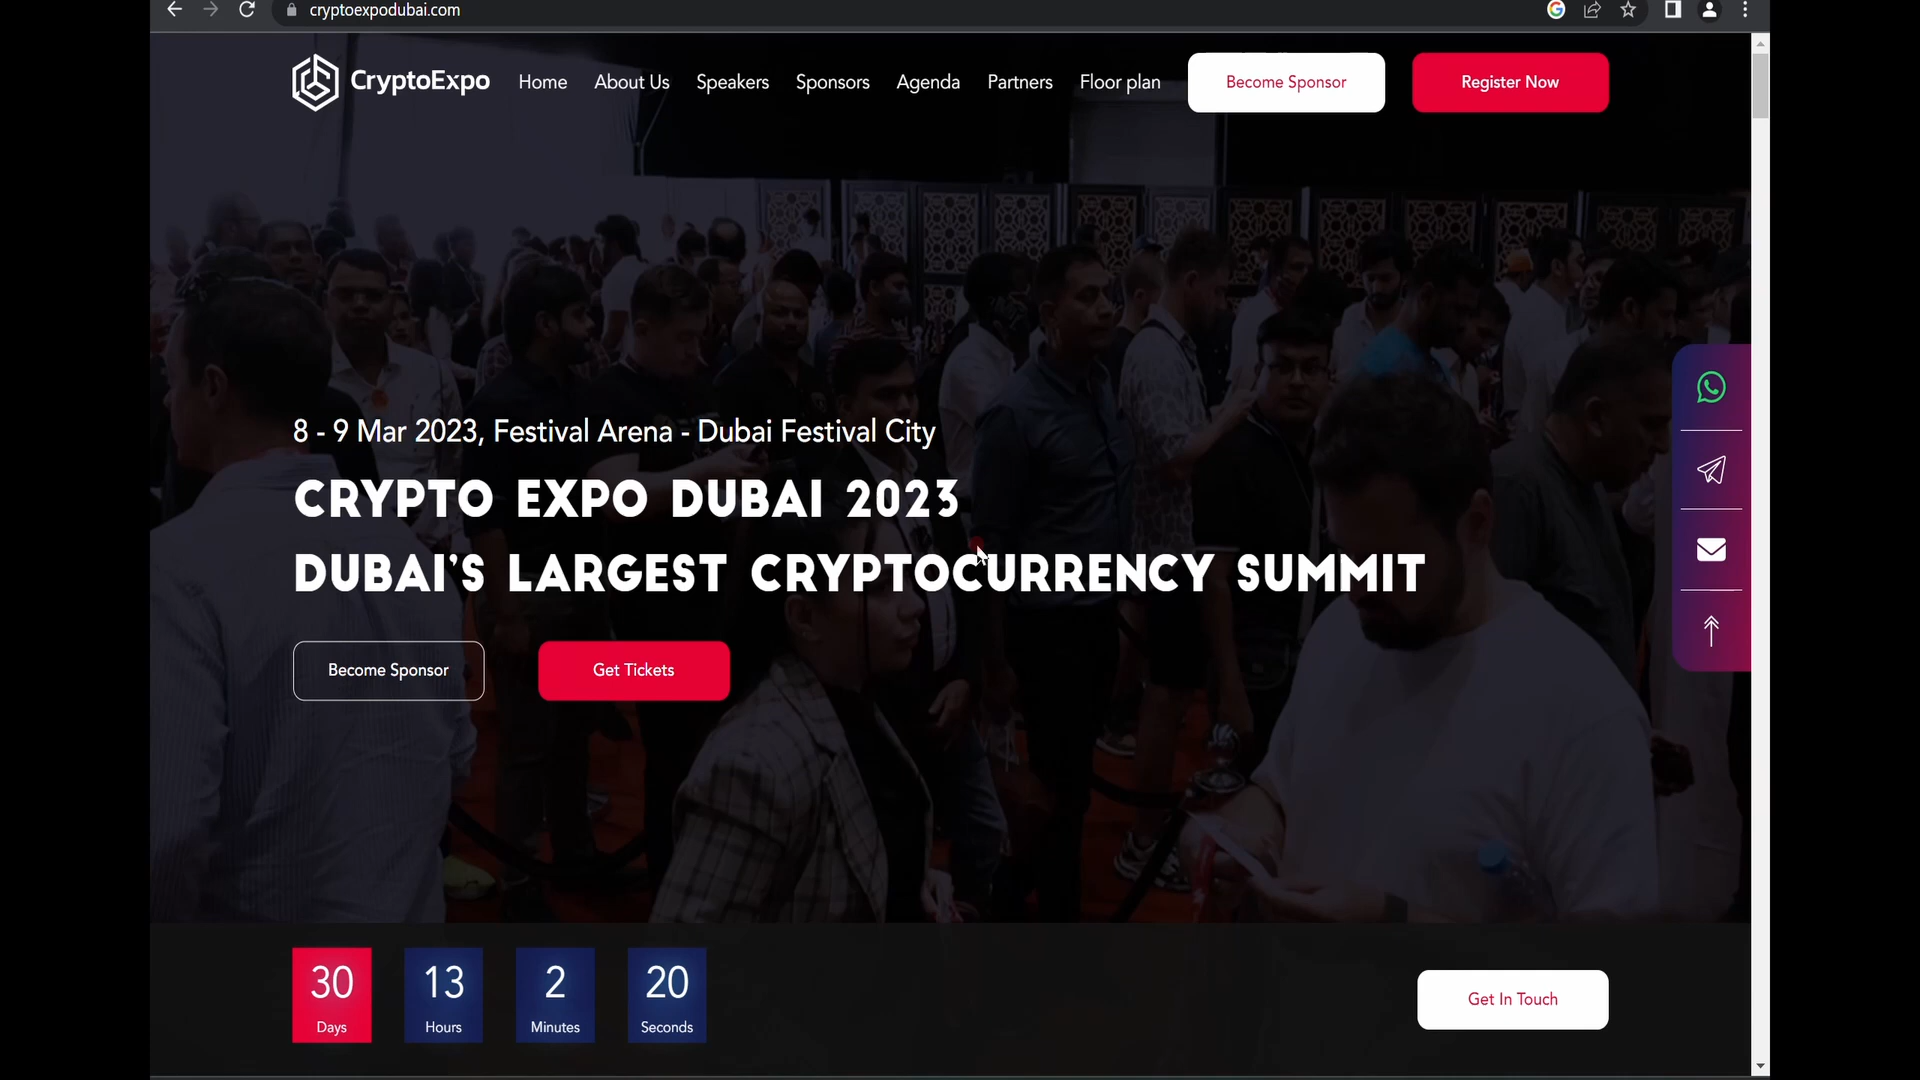 cryptoexpodubai.com
CryptoExpo
Home
About Us
Speakers
Sponsors
Agenda
Partners
Floor plan
Become Sponsor
Register Now
8 - 9 Mar 2023, Festival Arena - Dubai Festival City
CRYPTO EXPO DUBAI 2023
DUBAI'S LARGEST CRYPTOCURRENCY SUMMIT
Become Sponsor
Get Tickets
30
Days
13
Hours
2
Minutes
20
Seconds
Get In Touch